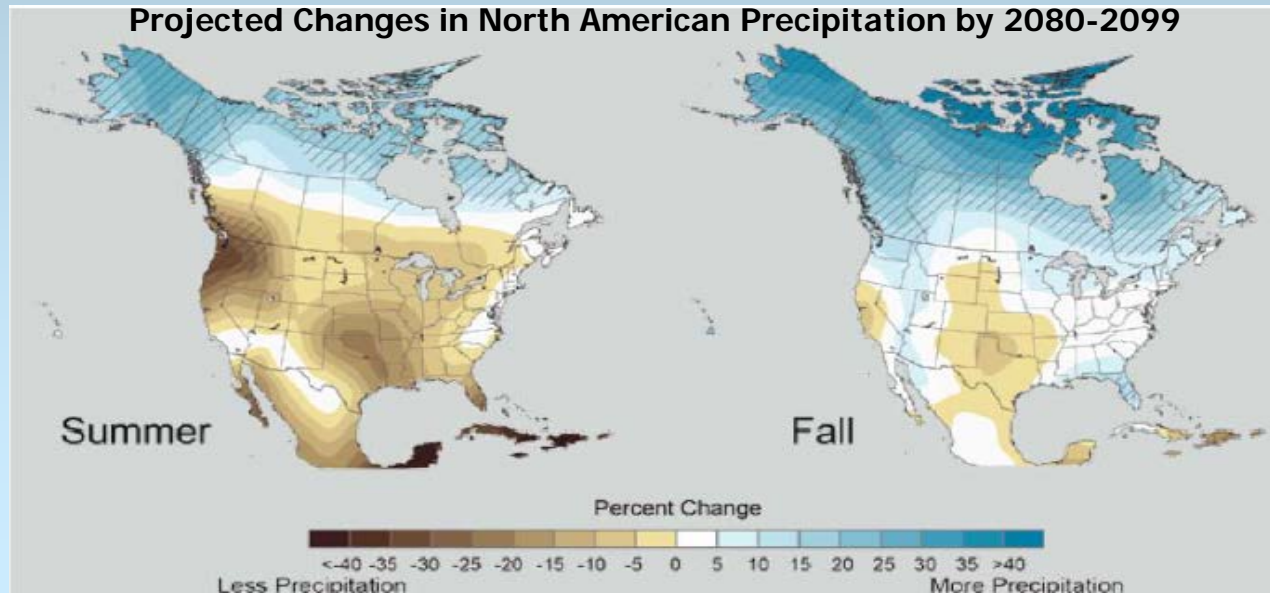 Projected Changes in North American Precipitation by 2080-2099
Summer
Fall
Percent Change
<-40 -35 -30 -25 -20 -15 -10 -5 0 5 10 15 20 25 30 35 >40
Less Precipitation More Precipitation